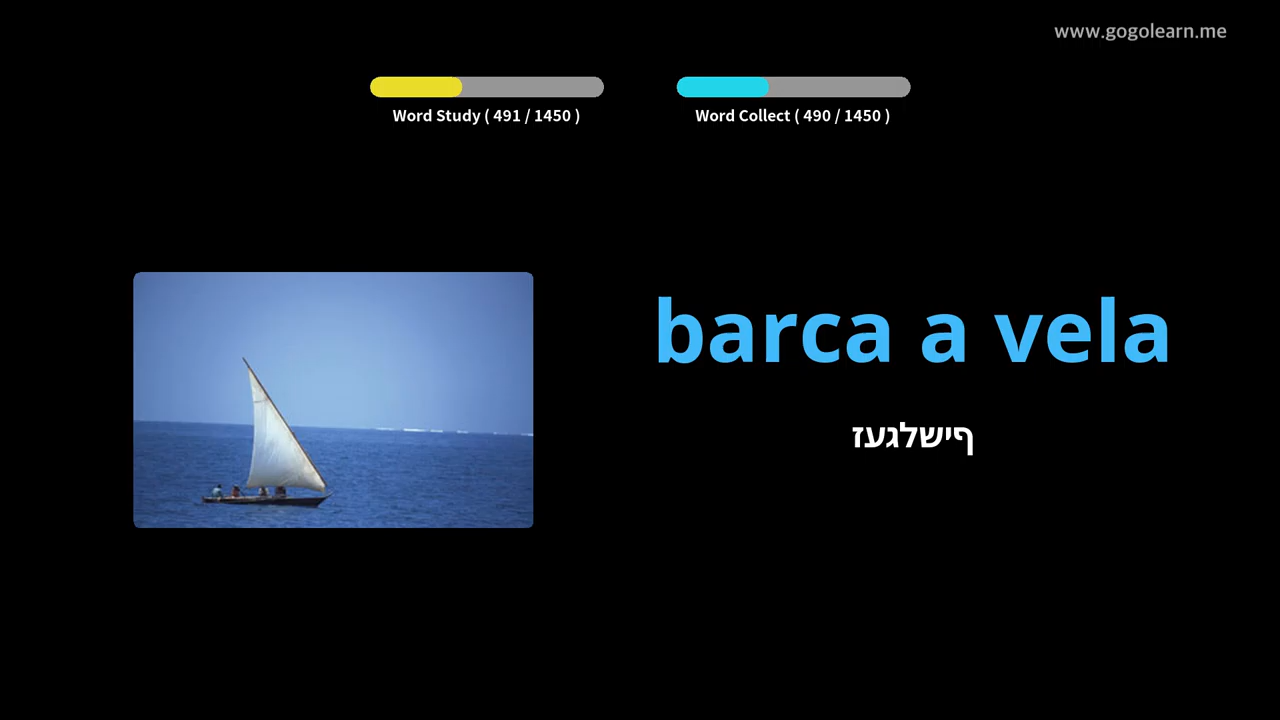 www.gogolearn.me
Word Study ( 491 / 1450 )
Word Collect ( 490 / 1450 )
barca a vela
ףישלגעז